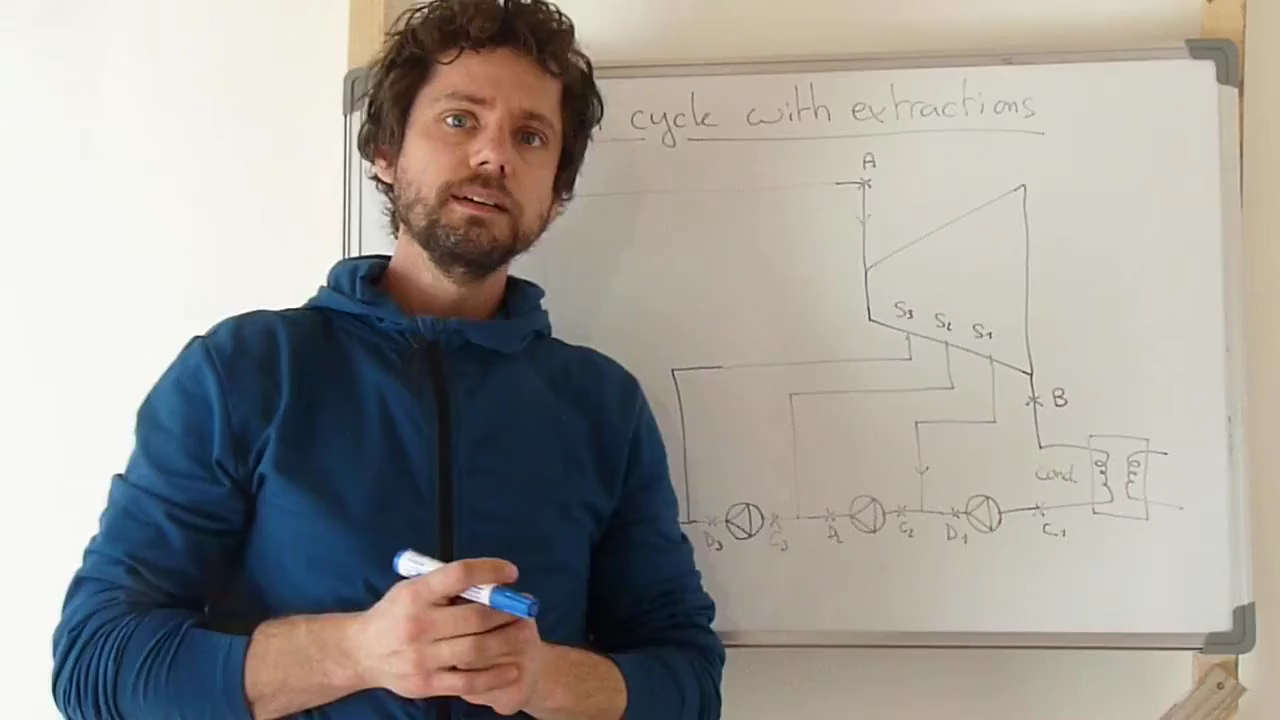 cycle with extractions
A
S3 S2 S1
B
cond.
D3 C3 D2 C2 D1 C1